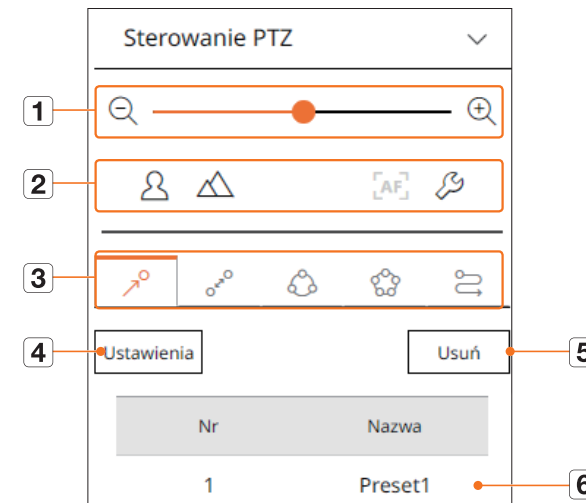 Sterowanie PTZ
1
2
AF
3
4 Ustawienia Usuń 5
Nr Nazwa
1 Preset1 6